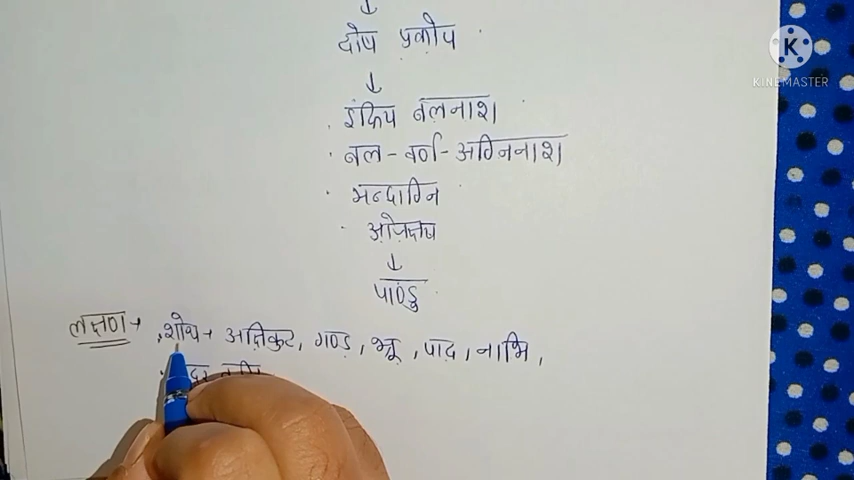 ↓
दोष प्रकोप
↓
इंद्रिय बलनाश
बल - वर्ण - अग्निनाश
मन्दाग्नि
ओजक्षय
↓
पाण्डु
लक्षण → शोथ → अक्षिकुट, गण्ड, भ्रू, पाद, नाभि,
K
KINEMASTER